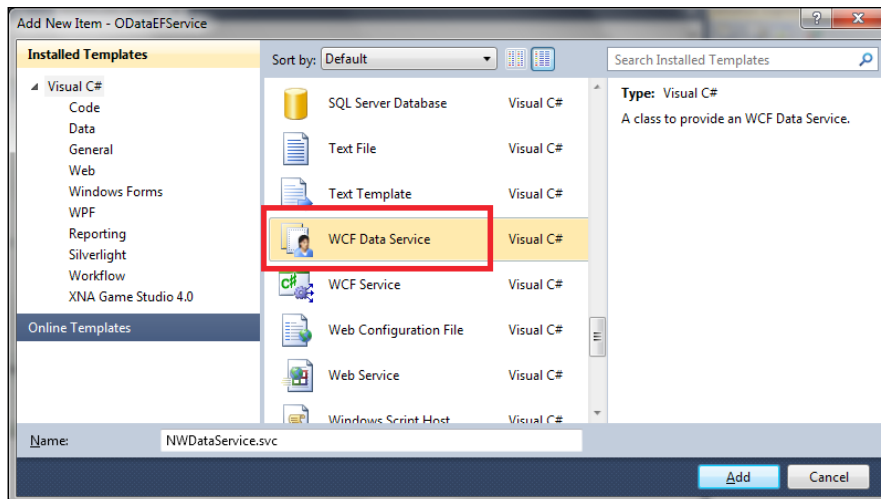 Add New Item - ODataEFService
Installed Templates
Sort by: Default
Search Installed Templates
Visual C#
Code
Data
General
Web
Windows Forms
WPF
Reporting
Silverlight
Workflow
XNA Game Studio 4.0
Online Templates
SQL Server Database Visual C#
Text File Visual C#
Text Template Visual C#
WCF Data Service Visual C#
WCF Service Visual C#
Web Configuration File Visual C#
Web Service Visual C#
Windows Script Host Visual C#
Type: Visual C#
A class to provide an WCF Data Service.
Name: NWDataService.svc
Add Cancel